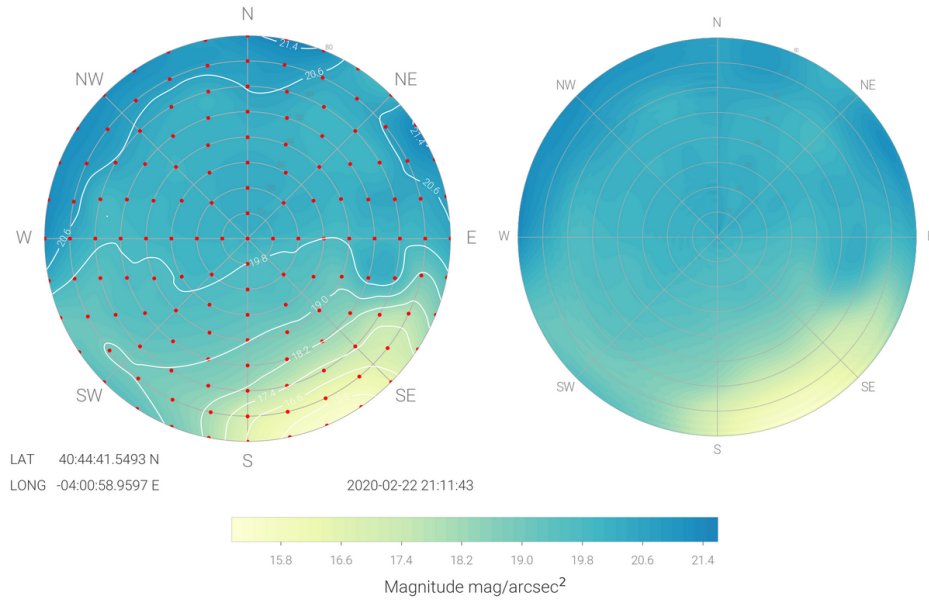 N
N
21.4
80
NW
NE
NW
NE
20.6
21.4
20.6
20.6
W
E
W
19.8
19.0
18.2
17.4
SW
SE
SW
SE
S
S
LAT 40:44:41.5493 N
LONG -04:00:58.9597 E
2020-02-22 21:11:43
15.8 16.6 17.4 18.2 19.0 19.8 20.6 21.4
Magnitude mag/arcsec²